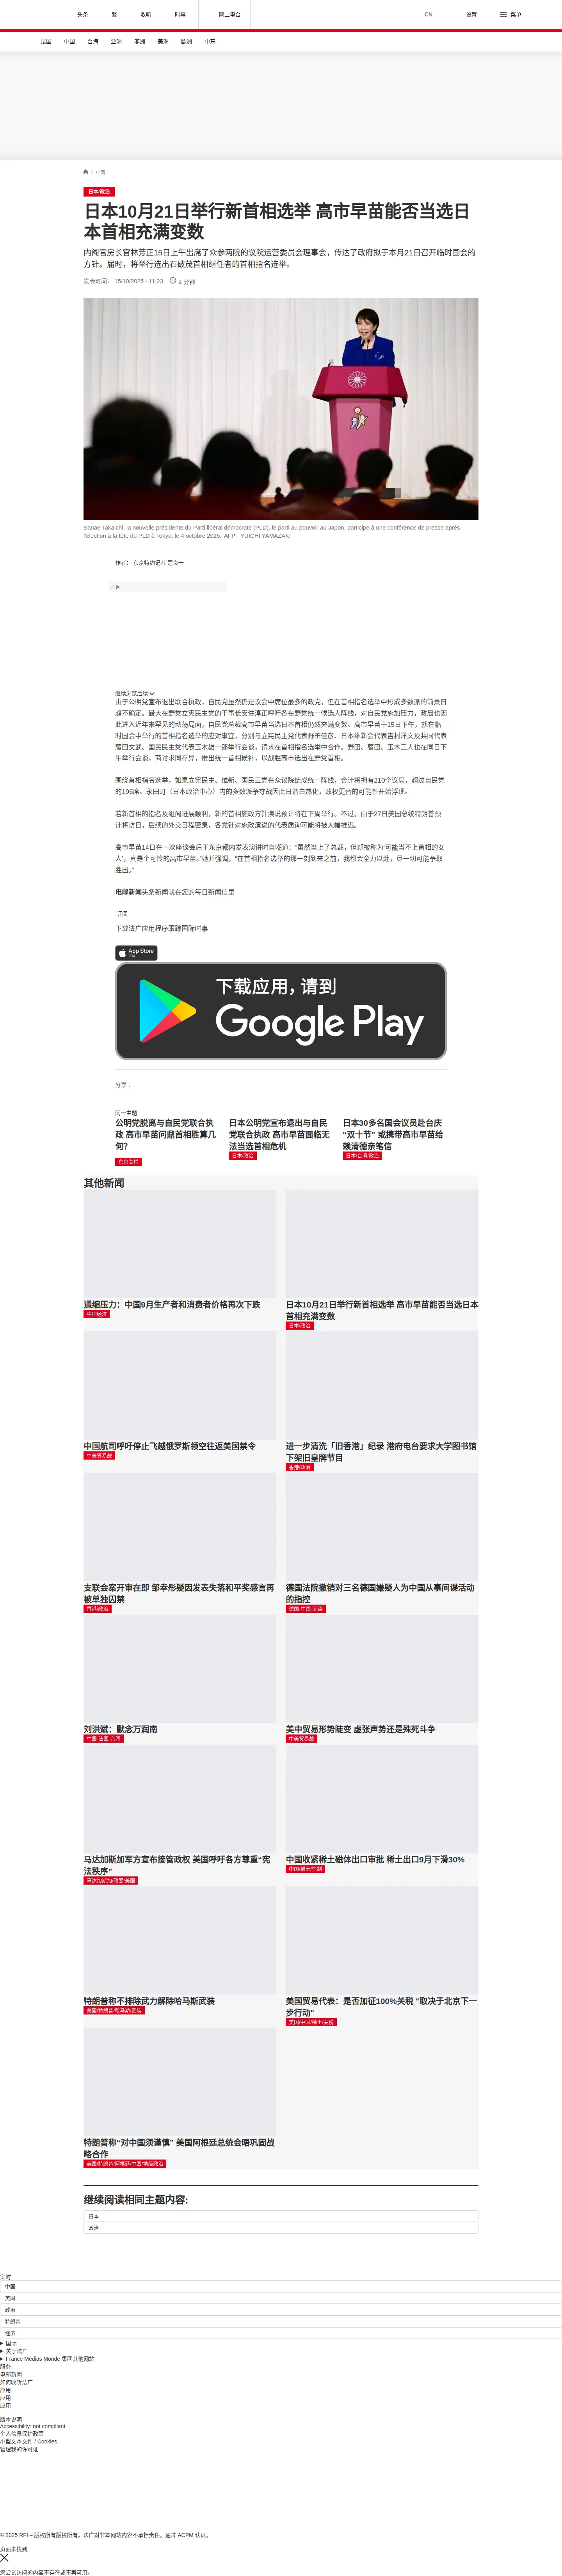 头条
繁
收听
时事
网上电台
CN
设置
菜单
法国
中国
台海
亚洲
非洲
美洲
欧洲
中东
/ 中国
日本/政治
日本10月21日举行新首相选举 高市早苗能否当选日
本首相充满变数
内阁官房长官林芳正15日上午出席了众参两院的议院运营委员会理事会，传达了政府拟于本月21日召开临时国会的
方针。届时，将举行选出石破茂首相继任者的首相指名选举。
发表时间： 15/10/2025 - 11:23
4 分钟
Sanae Takaichi, la nouvelle présidente du Parti libéral démocrate (PLD), le parti au pouvoir au Japon, participe à une conférence de presse après
l'élection à la tête du PLD à Tokyo, le 4 octobre 2025. AFP - YUICHI YAMAZAKI
作者： 东京特约记者 楚良一
广告
继续浏览后续
由于公明党宣布退出联合执政，自民党虽然仍是议会中席位最多的政党，但在首相指名选举中形成多数派的前景日
趋不确定。最大在野党立宪民主党的干事长安住淳正呼吁各在野党统一候选人阵线，对自民党施加压力，政局也因
此进入近年来罕见的动荡局面，自民党总裁高市早苗当选日本首相仍然充满变数。高市早苗于15日下午，就在临
时国会中举行的首相指名选举的应对事宜，分别与立宪民主党代表野田佳彦、日本维新会代表吉村洋文及共同代表
藤田文武、国民民主党代表玉木雄一郎举行会谈，请求在首相指名选举中合作。野田、藤田、玉木三人也在同日下
午举行会谈，商讨求同存异，推出统一首相候补，以战胜高市选出在野党首相。
围绕首相指名选举，如果立宪民主、维新、国民三党在众议院结成统一阵线，合计将拥有210个议席，超过自民党
的196席。永田町（日本政治中心）内的多数派争夺战因此日益白热化，政权更替的可能性开始浮现。
若新首相的指名及组阁进展顺利，新的首相施政方针演说预计将在下周举行。不过，由于27日美国总统特朗普预
计将访日，后续的外交日程密集，各党针对施政演说的代表质询可能将被大幅推迟。
高市早苗14日在一次座谈会后于东京都内发表演讲时自嘲道：“虽然当上了总裁，但却被称为‘可能当不上首相的女
人’，真是个可怜的高市早苗。”她并强调，“在首相指名选举的那一刻到来之前，我都会全力以赴，尽一切可能争取
胜出。”
电邮新闻头条新闻就在您的每日新闻信里
订阅
下载法广应用程序跟踪国际时事
App Store
下载
下载应用，请到
Google Play
分享 :
同一主题
公明党脱离与自民党联合执
政 高市早苗问鼎首相胜算几
何？
东京专栏
日本公明党宣布退出与自民
党联合执政 高市早苗面临无
法当选首相危机
日本/政治
日本30多名国会议员赴台庆
“双十节” 或携带高市早苗给
赖清德亲笔信
日本/台湾/政治
其他新闻
通缩压力：中国9月生产者和消费者价格再次下跌
中国经济
日本10月21日举行新首相选举 高市早苗能否当选日本
首相充满变数
日本/政治
中国航司呼吁停止飞越俄罗斯领空往返美国禁令
中美贸易战
进一步清洗「旧香港」纪录 港府电台要求大学图书馆
下架旧皇牌节目
香港/政治
支联会案开审在即 邹幸彤疑因发表失落和平奖感言再
被单独囚禁
香港/政治
德国法院撤销对三名德国嫌疑人为中国从事间谍活动
的指控
德国-中国-间谍
刘洪斌：默念万润南
中国·法国·六四
美中贸易形势陡变 虚张声势还是殊死斗争
中美贸易战
马达加斯加军方宣布接管政权 美国呼吁各方尊重“宪
法秩序”
马达加斯加/政变/美国
中国收紧稀土磁体出口审批 稀土出口9月下滑30%
中国/稀土/管制
特朗普称不排除武力解除哈马斯武装
美国/特朗普/哈马斯/武装
美国贸易代表：是否加征100%关税 "取决于北京下一
步行动"
美国/中国/稀土/关税
特朗普称“对中国须谨慎” 美国阿根廷总统会晤巩固战
略合作
美国/特朗普/阿根廷/中国/地缘政治
继续阅读相同主题内容:
日本
政治
实时
中国
美国
政治
特朗普
经济
国际
关于法广
France Médias Monde 集团其他网站
服务
电邮新闻
如何收听法广
应用
应用
应用
版本说明
Accessibility: not compliant
个人信息保护政策
小型文本文件 / Cookies
管理我的许可证
© 2025 RFI – 版权所有版权所有。法广对非本网站内容不承担责任。通过 ACPM 认证。
页面未找到
您尝试访问的内容不存在或不再可用。